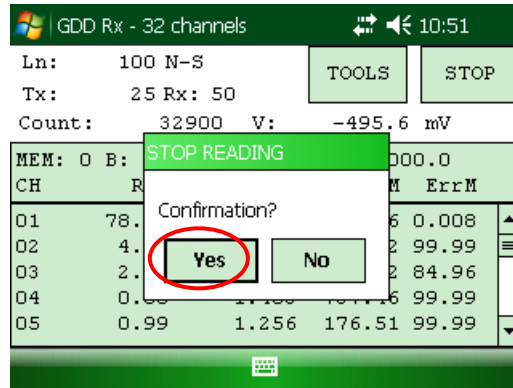 GDD Rx - 32 channels 10:51
Ln: 100 N-S
TOOLS STOP
Tx: 25 Rx: 50
Count: 32900 V: -495.6 mV
MEM: 0 B: 00.0
STOP READING
CH R M ErrM
01 78. 6 0.008
Confirmation?
02 4. 2 99.99
Yes No
03 2. 2 84.96
04 0. 6 99.99
05 0.99 1.256 176.51 99.99